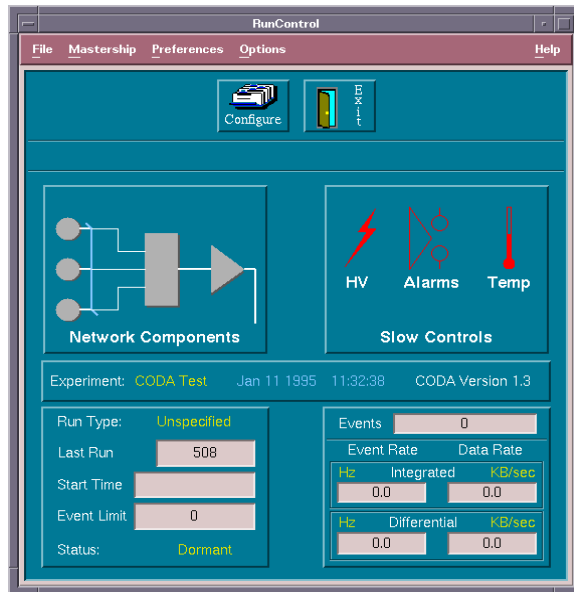 RunControl
File Mastership Preferences Options Help
Configure Exit
HV Alarms Temp
Network Components
Slow Controls
Experiment: CODA Test Jan 11 1995 11:32:38 CODA Version 1.3
Run Type: Unspecified
Last Run 508
Start Time
Event Limit 0
Status: Dormant
Events 0
Event Rate Data Rate
Hz Integrated KB/sec
0.0 0.0
Hz Differential KB/sec
0.0 0.0